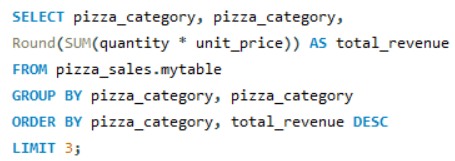 SELECT pizza_category, pizza_category,
Round(SUM(quantity * unit_price)) AS total_revenue
FROM pizza_sales.mytable
GROUP BY pizza_category, pizza_category
ORDER BY pizza_category, total_revenue DESC
LIMIT 3;